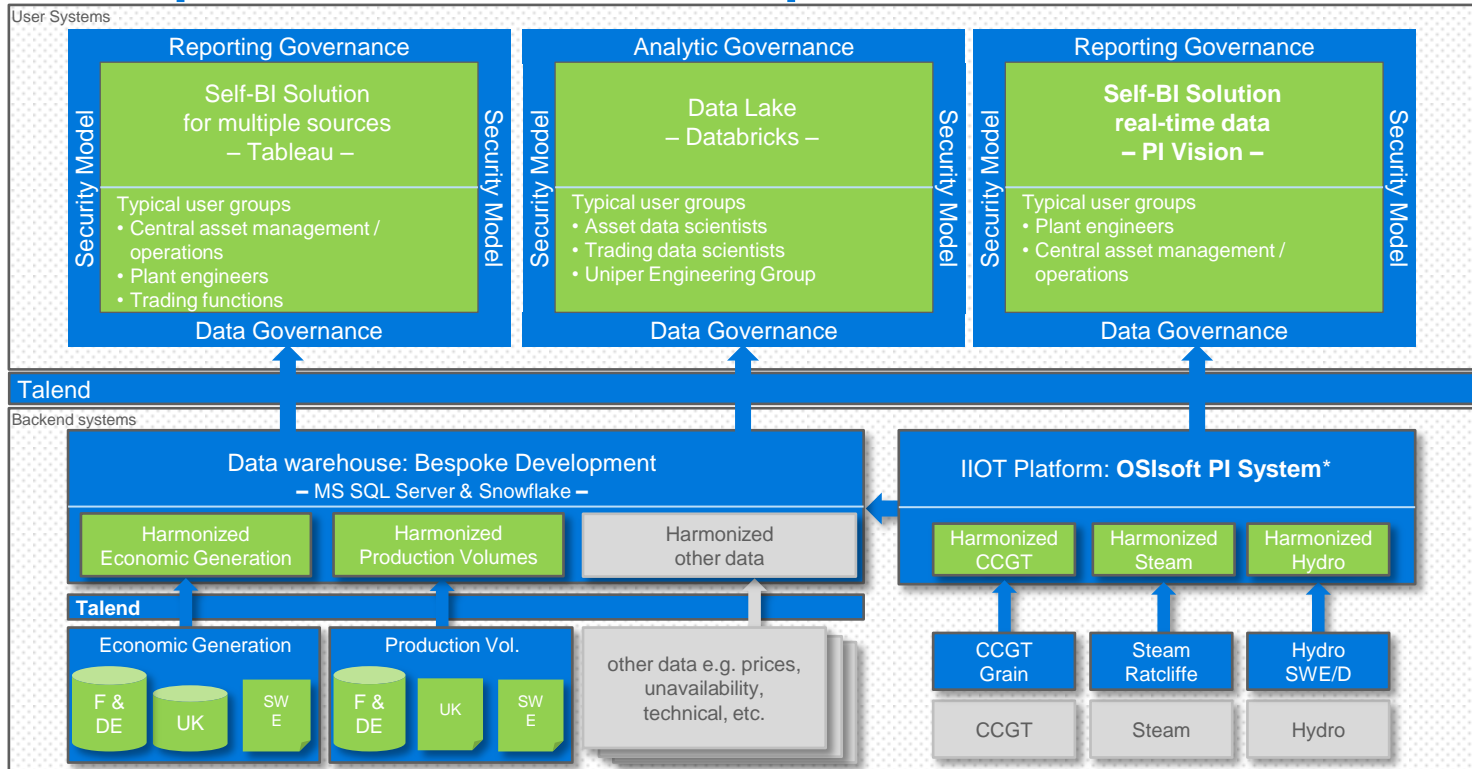 User Systems
Reporting Governance
Security Model
Self-BI Solution
for multiple sources
– Tableau –
Typical user groups
• Central asset management /
operations
• Plant engineers
• Trading functions
Security Model
Data Governance
Analytic Governance
Security Model
Data Lake
– Databricks –
Typical user groups
• Asset data scientists
• Trading data scientists
• Uniper Engineering Group
Security Model
Data Governance
Reporting Governance
Security Model
Self-BI Solution
real-time data
– PI Vision –
Typical user groups
• Plant engineers
• Central asset management /
operations
Security Model
Data Governance
Talend
Backend systems
Data warehouse: Bespoke Development
– MS SQL Server & Snowflake –
Harmonized
Economic Generation
Harmonized
Production Volumes
Harmonized
other data
IIOT Platform: OSIsoft PI System*
Harmonized
CCGT
Harmonized
Steam
Harmonized
Hydro
Talend
Economic Generation
F &
DE
UK
SW
E
Production Vol.
F &
DE
UK
SW
E
other data e.g. prices,
unavailability,
technical, etc.
CCGT
Grain
Steam
Ratcliffe
Hydro
SWE/D
CCGT
Steam
Hydro